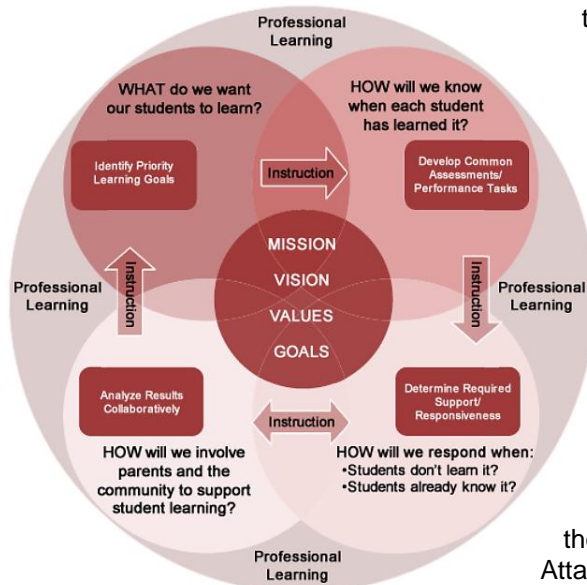 Professional
Learning
WHAT do we want
our students to learn?
HOW will we know
when each student
has learned it?
Identify Priority
Learning Goals
Instruction
Develop Common
Assessments/
Performance Tasks
MISSION
VISION
VALUES
GOALS
Professional
Learning
Instruction
Instruction
Professional
Learning
Analyze Results
Collaboratively
Instruction
Determine Required
Support/
Responsiveness
HOW will we involve
parents and the
community to support
student learning?
HOW will we respond when:
•Students don't learn it?
•Students already know it?
Professional
Learning
Atta